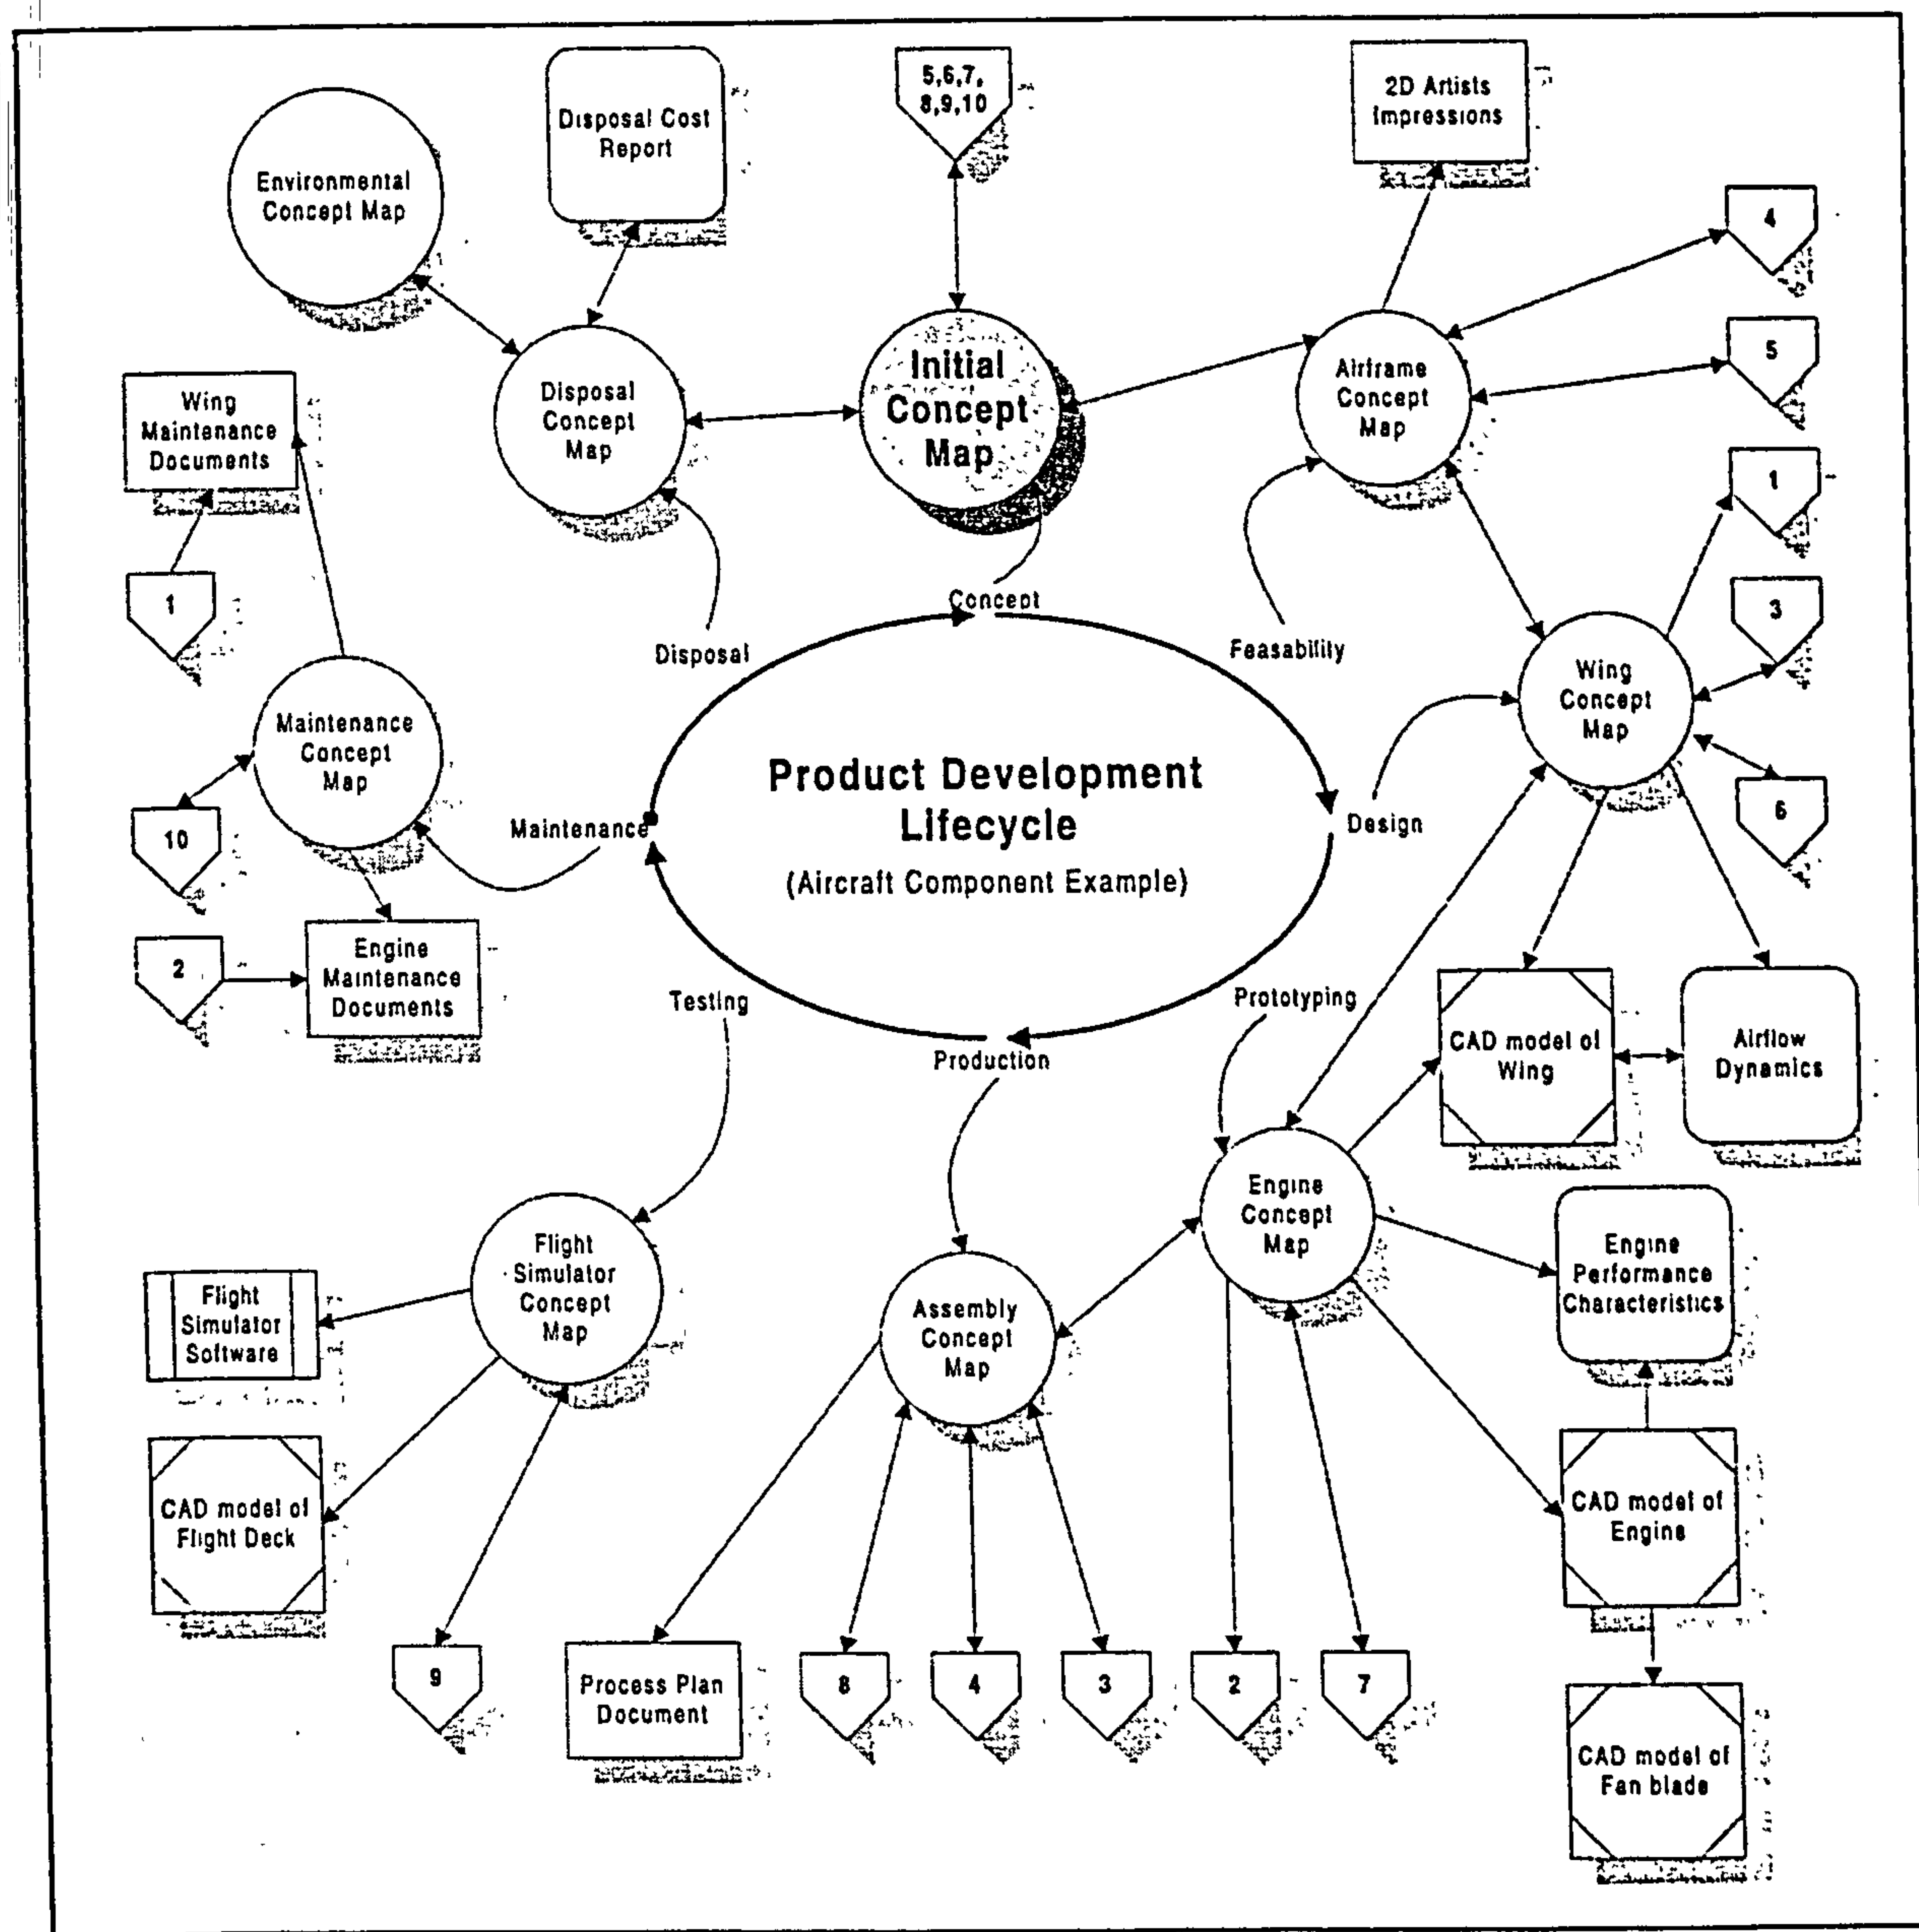 5,6,7,
8,9,10
2D Artists
Impressions
Disposal Cost
Report
Environmental
Concept Map
4
5
Initial
Concept
Map
Airframe
Concept
Map
Disposal
Concept
Map
Wing
Maintenance
Documents
1
1
3
Concept
Disposal
Feasability
Wing
Concept
Map
Maintenance
Concept
Map
6
10
Maintenance
Product Development
Lifecycle
(Aircraft Component Example)
Design
2
Engine
Maintenance
Documents
Testing
Production
Prototyping
CAD model of
Wing
Airflow
Dynamics
Engine
Concept
Map
Engine
Performance
Characteristics
Flight
Simulator
Concept
Map
Assembly
Concept
Map
Flight
Simulator
Software
CAD model of
Flight Deck
CAD model of
Engine
9
Process Plan
Document
8
4
3
2
7
CAD model of
Fan blade